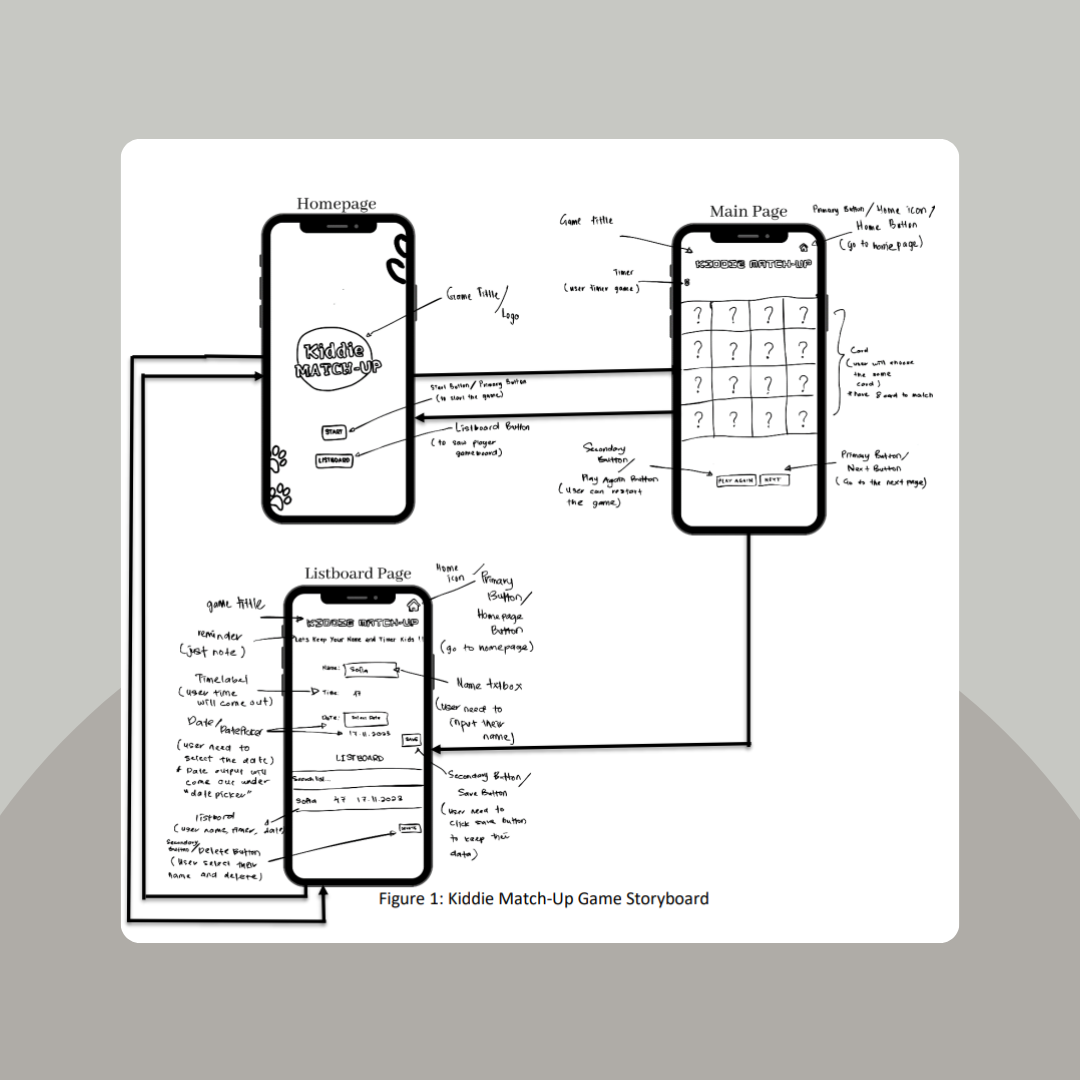 Homepage
Game Tittle/
Logo
Kiddie
MATCH-UP
START
LISTBOARD
Start Button/ Primary Button
(to start the game)
Listboard Button
(to saw player
gameboard)
Main Page
Game tittle
Primary Button/Home icon/
Home Button
(go to homepage)
KIDDIE MATCH-UP
Timer
(user timer game)
? ? ? ?
? ? ? ?
? ? ? ?
? ? ? ?
Card
(user will choose
the same
card)
* have 8 card to match
Secondary
Button/
Play Again Button
(user can restart
the game)
PLAY AGAIN
NEXT
Primary Button/
Next Button
(Go to the next page)
Listboard Page
Home
icon
/Primary
Button/
Homepage
Button
(go to homepage)
game tittle
KIDDIE MATCH-UP
reminder
(just note)
Lets Keep Your Name and Timer Kids !!
Name:
Sofia
Name txtbox
(user need to
input their
name)
Timelabel
(user time
will come out)
Time:
47
Date/
DatePicker
(user need to
select the date)
* Date output will
come out under
"datepicker"
Date:
Select Date
17.11.2023
SAVE
LISTBOARD
Search list...
Sofia 47 17.11.2023
Secondary Button/
Save Button
(user need to
click save button
to keep their
data)
listbord
(user name, timer, date)
Secondary
Button/Delete Button
(user select their
name and delete)
DELETE
Figure 1: Kiddie Match-Up Game Storyboard